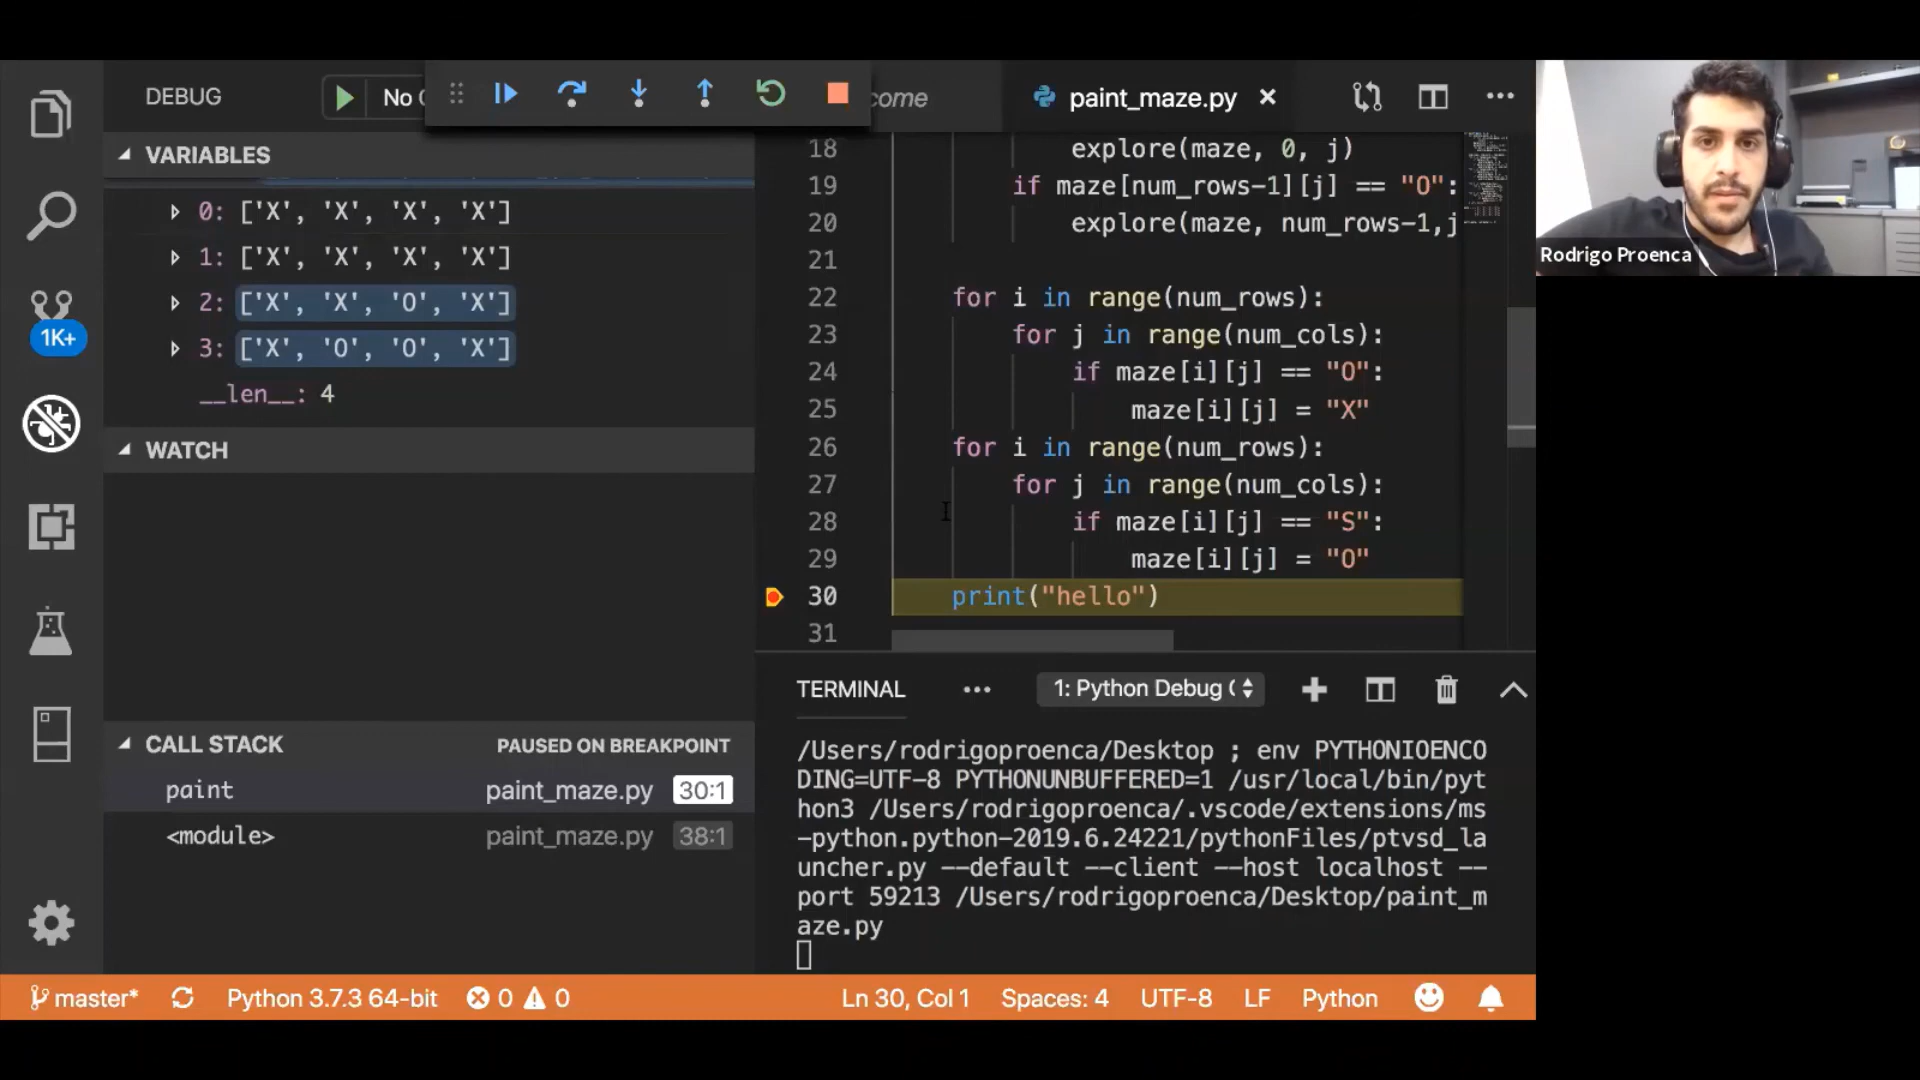 DEBUG
No C
come
paint_maze.py
VARIABLES
0: ['X', 'X', 'X', 'X']
1: ['X', 'X', 'X', 'X']
2: ['X', 'X', 'O', 'X']
3: ['X', 'O', 'O', 'X']
__len__: 4
WATCH
CALL STACK
PAUSED ON BREAKPOINT
paint paint_maze.py 30:1
<module> paint_maze.py 38:1
1K+
18 explore(maze, 0, j)
19 if maze[num_rows-1][j] == "O":
20 explore(maze, num_rows-1,j
21
22 for i in range(num_rows):
23 for j in range(num_cols):
24 if maze[i][j] == "O":
25 maze[i][j] = "X"
26 for i in range(num_rows):
27 for j in range(num_cols):
28 if maze[i][j] == "S":
29 maze[i][j] = "O"
30 print("hello")
31
TERMINAL
1: Python Debug (
/Users/rodrigoproenca/Desktop ; env PYTHONIOENCO
DING=UTF-8 PYTHONUNBUFFERED=1 /usr/local/bin/pyt
hon3 /Users/rodrigoproenca/.vscode/extensions/ms
-python.python-2019.6.24221/pythonFiles/ptvsd_la
uncher.py --default --client --host localhost --
port 59213 /Users/rodrigoproenca/Desktop/paint_m
aze.py
master*
Python 3.7.3 64-bit
0
0
Ln 30, Col 1
Spaces: 4
UTF-8
LF
Python
Rodrigo Proenca